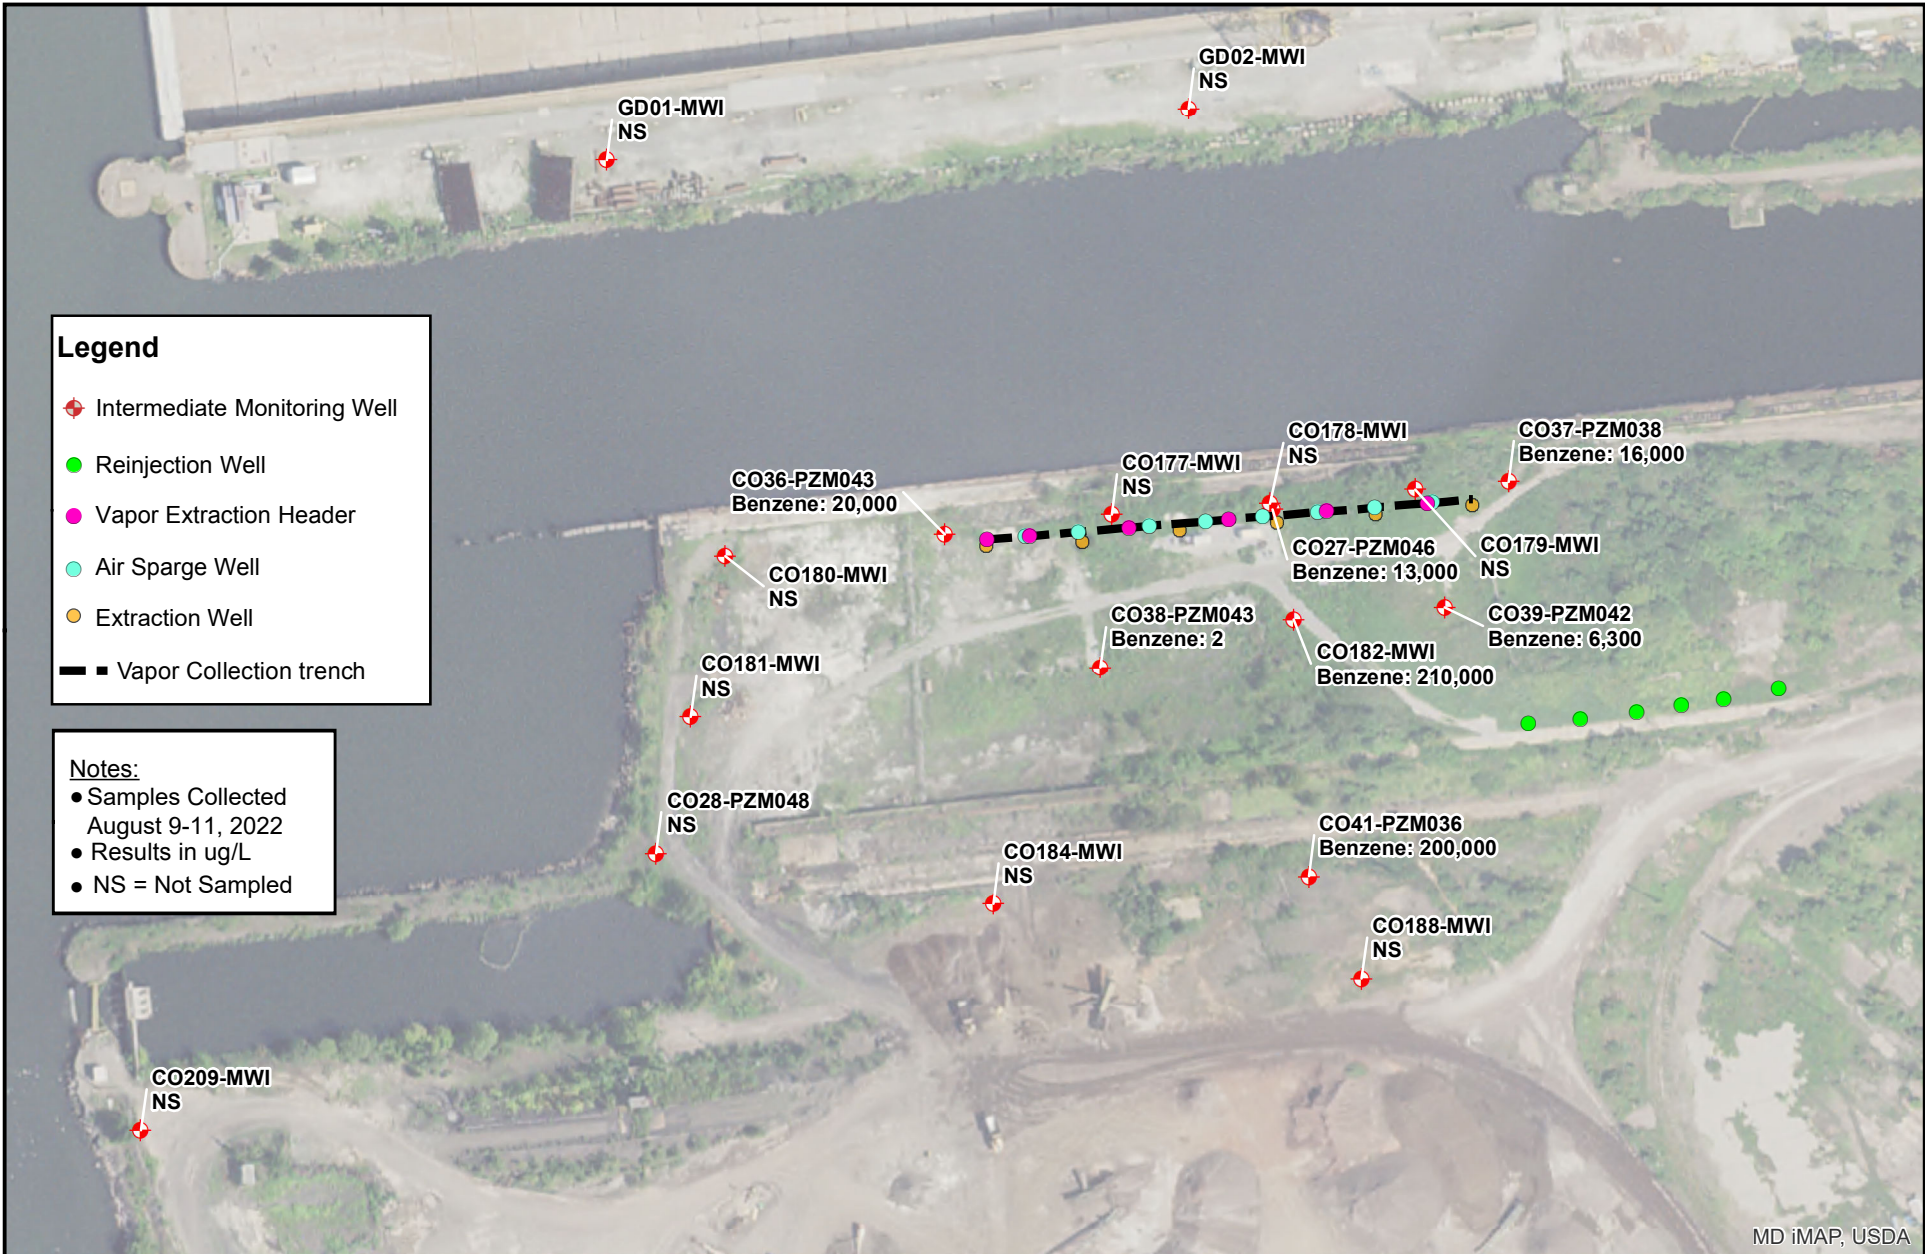 GD02-MWI
NS
GD01-MWI
NS
Legend
Intermediate Monitoring Well
Reinjection Well
Vapor Extraction Header
Air Sparge Well
Extraction Well
Vapor Collection trench
CO178-MWI
NS
CO37-PZM038
Benzene: 16,000
CO177-MWI
NS
CO36-PZM043
Benzene: 20,000
CO27-PZM046
Benzene: 13,000
CO179-MWI
NS
CO180-MWI
NS
CO38-PZM043
Benzene: 2
CO39-PZM042
Benzene: 6,300
CO182-MWI
Benzene: 210,000
CO181-MWI
NS
Notes:
• Samples Collected
August 9-11, 2022
• Results in ug/L
• NS = Not Sampled
CO28-PZM048
NS
CO41-PZM036
Benzene: 200,000
CO184-MWI
NS
CO188-MWI
NS
CO209-MWI
NS
MD iMAP, USDA